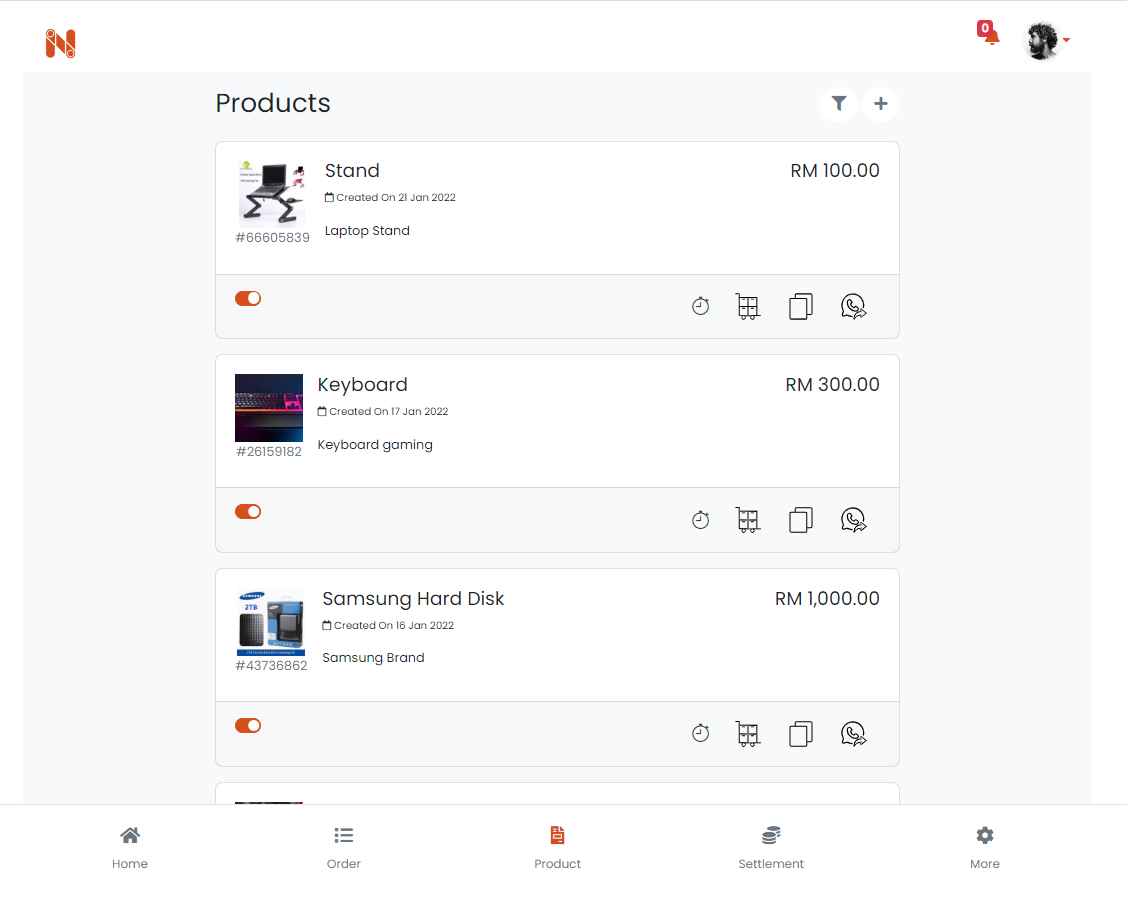 0
Products
Stand
RM 100.00
Created On 21 Jan 2022
Laptop Stand
#66605839
Keyboard
RM 300.00
Created On 17 Jan 2022
Keyboard gaming
#26159182
SAMSUNG
2TB
Samsung Hard Disk
RM 1,000.00
Created On 16 Jan 2022
Samsung Brand
#43736862
Home
Order
Product
Settlement
More